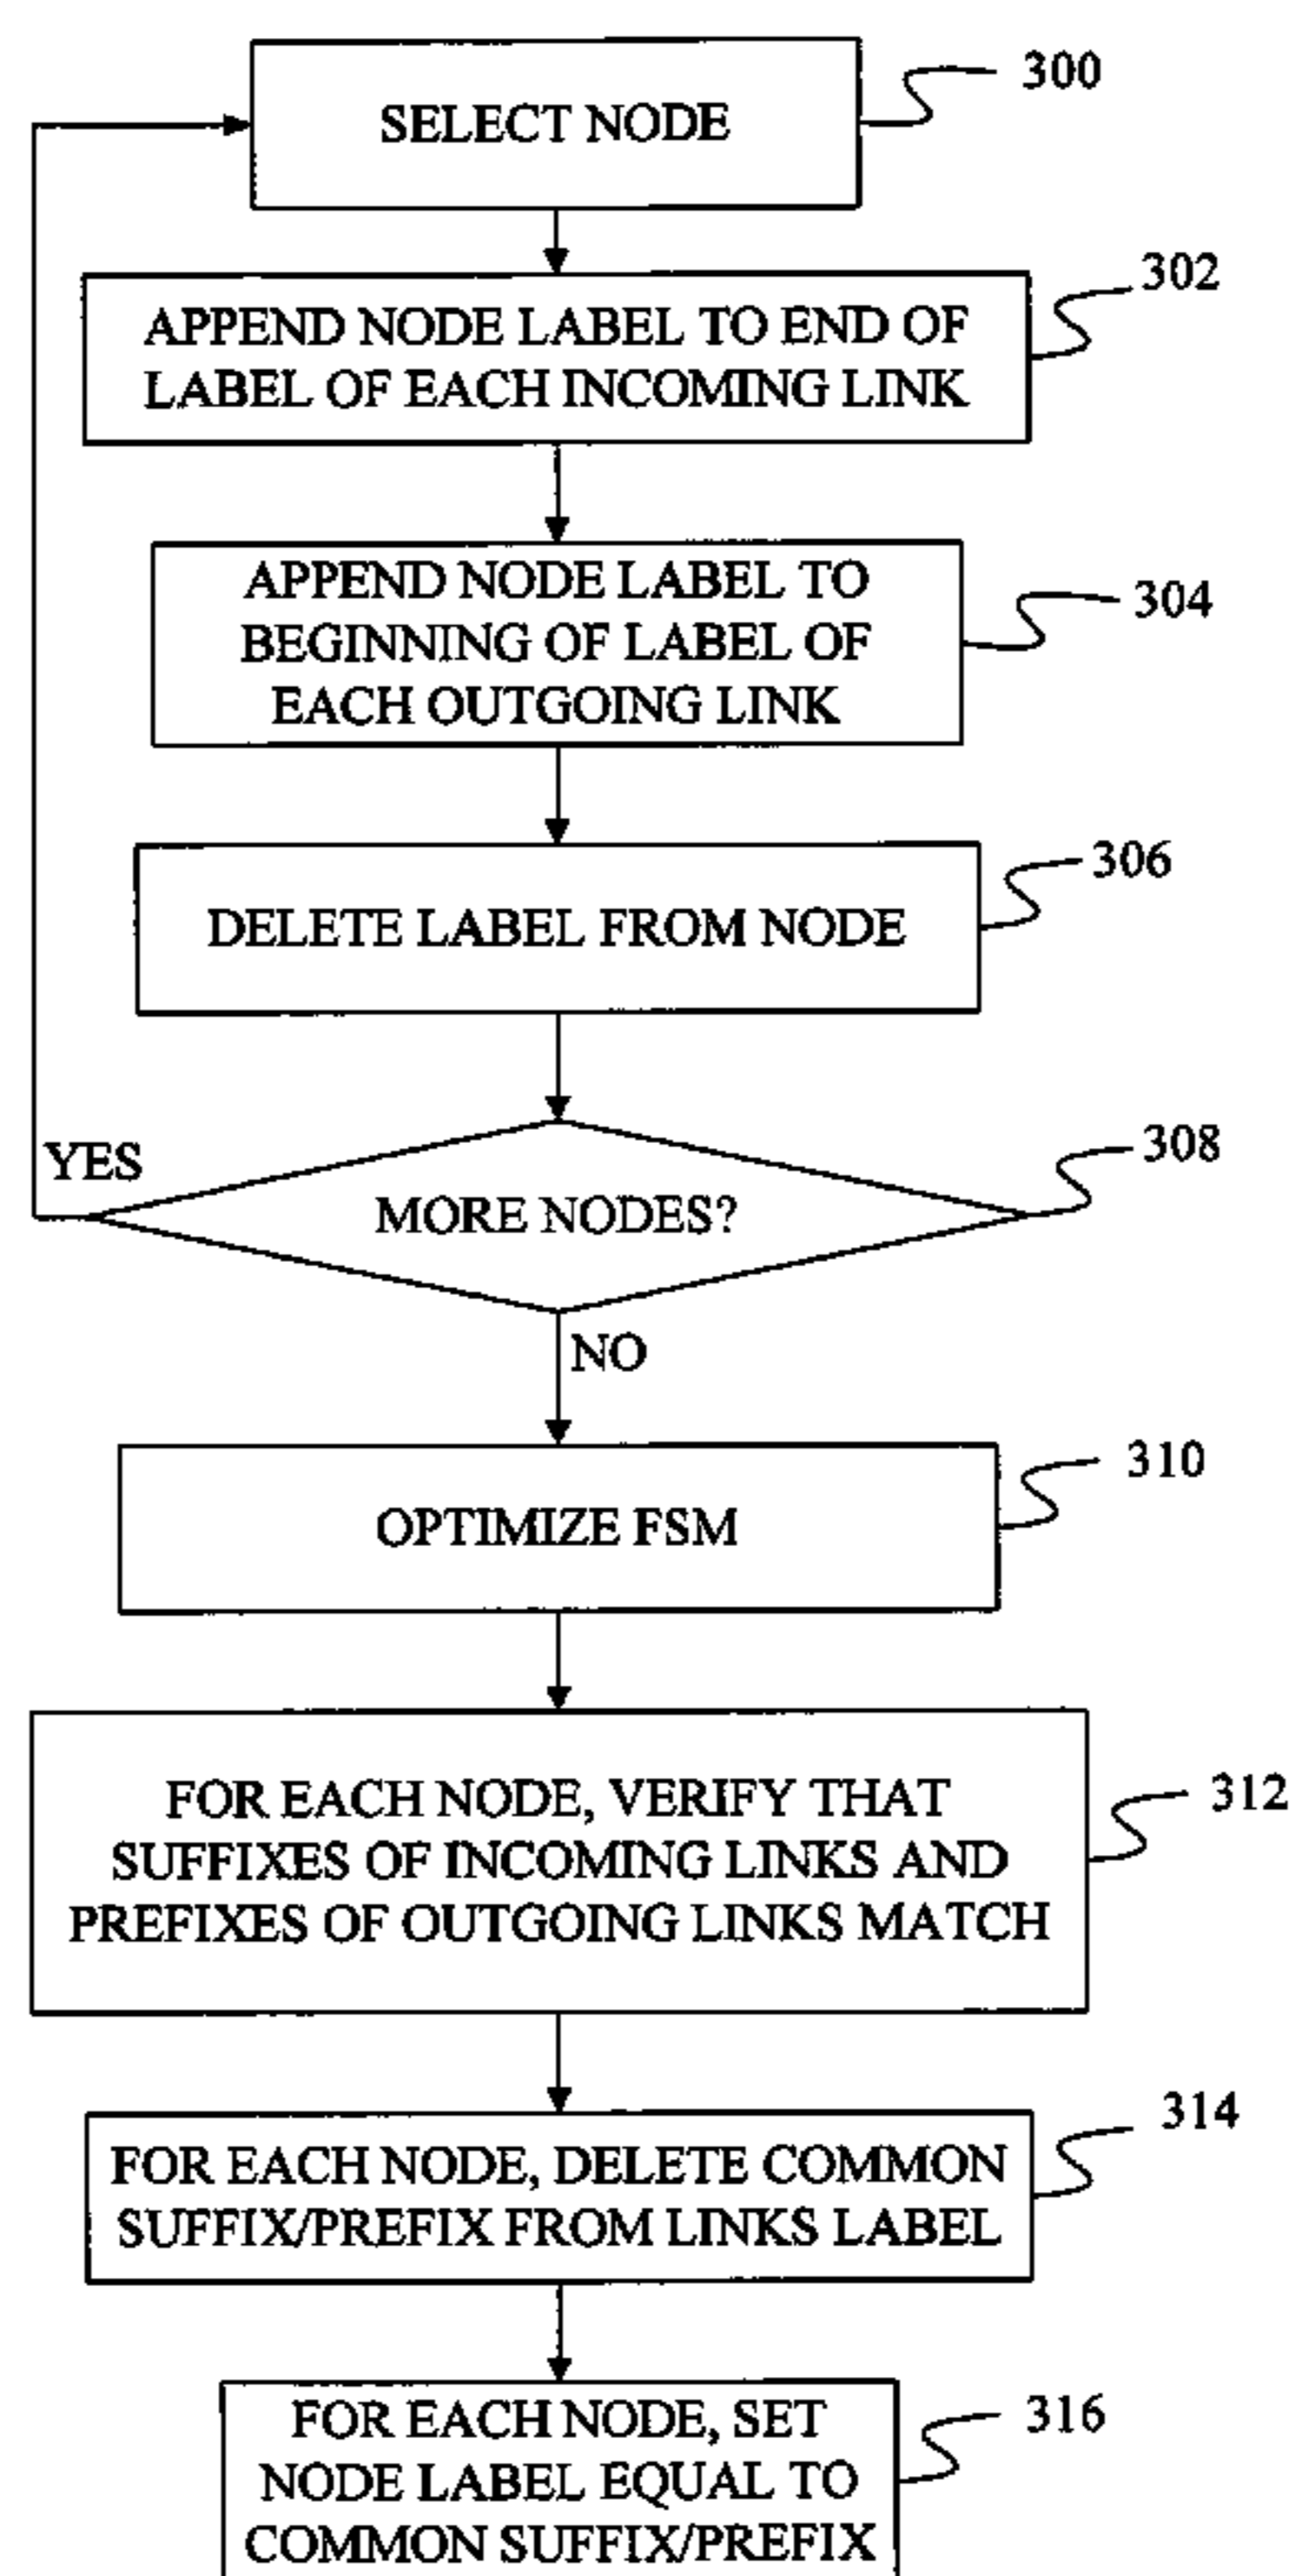 SELECT NODE
300
APPEND NODE LABEL TO END OF
LABEL OF EACH INCOMING LINK
302
APPEND NODE LABEL TO
BEGINNING OF LABEL OF
EACH OUTGOING LINK
304
DELETE LABEL FROM NODE
306
YES
MORE NODES?
308
NO
OPTIMIZE FSM
310
FOR EACH NODE, VERIFY THAT
SUFFIXES OF INCOMING LINKS AND
PREFIXES OF OUTGOING LINKS MATCH
312
FOR EACH NODE, DELETE COMMON
SUFFIX/PREFIX FROM LINKS LABEL
314
FOR EACH NODE, SET
NODE LABEL EQUAL TO
COMMON SUFFIX/PREFIX
316